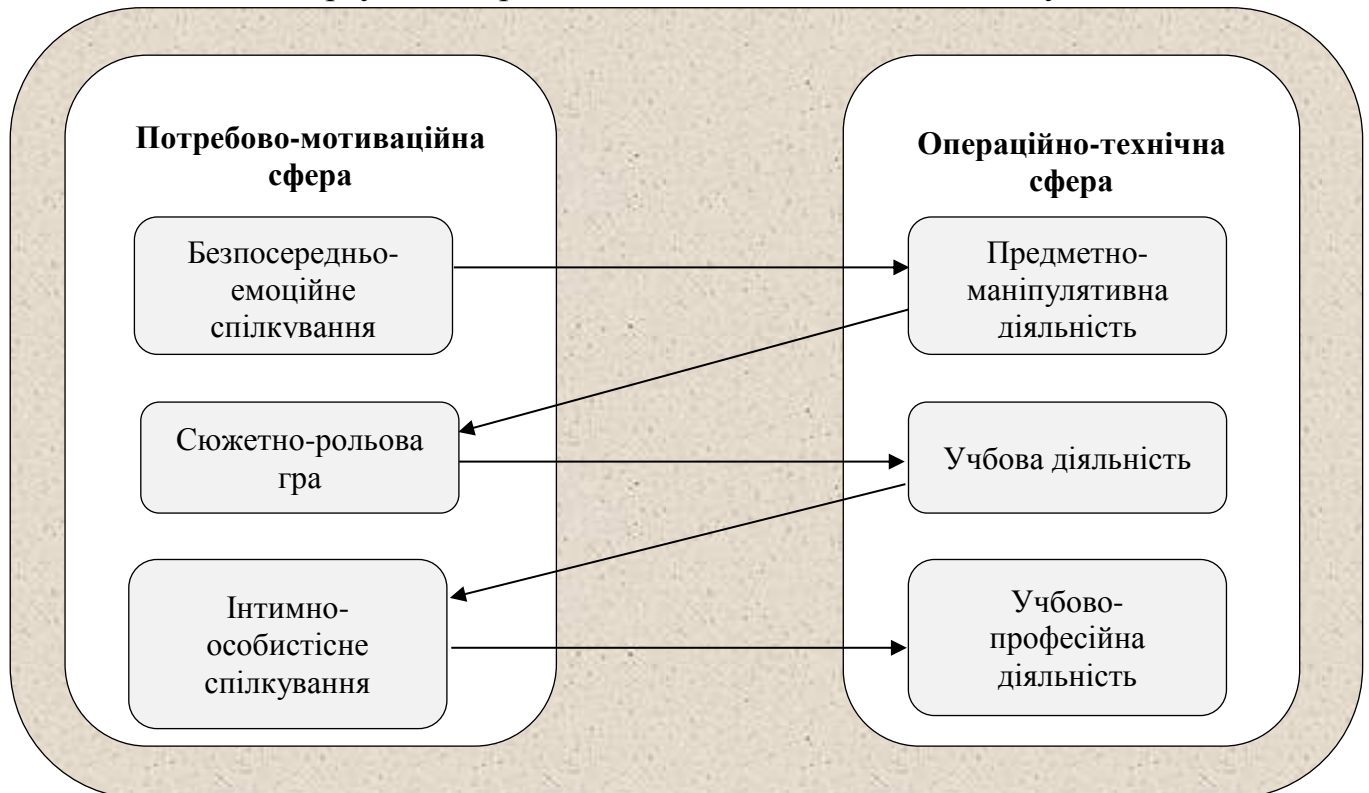 Потребово-мотиваційна
сфера
Безпосередньо-
емоційне
спілкування
Сюжетно-рольова
гра
Інтимно-
особистісне
спілкування
Операційно-технічна
сфера
Предметно-
маніпулятивна
діяльність
Учбова діяльність
Учбово-
професійна
діяльність